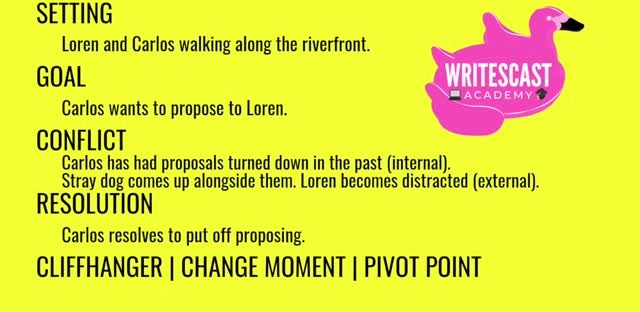 SETTING
Loren and Carlos walking along the riverfront.
GOAL
Carlos wants to propose to Loren.
CONFLICT
Carlos has had proposals turned down in the past (internal).
Stray dog comes up alongside them. Loren becomes distracted (external).
RESOLUTION
Carlos resolves to put off proposing.
CLIFFHANGER | CHANGE MOMENT | PIVOT POINT
WRITESCAST
ACADEMY